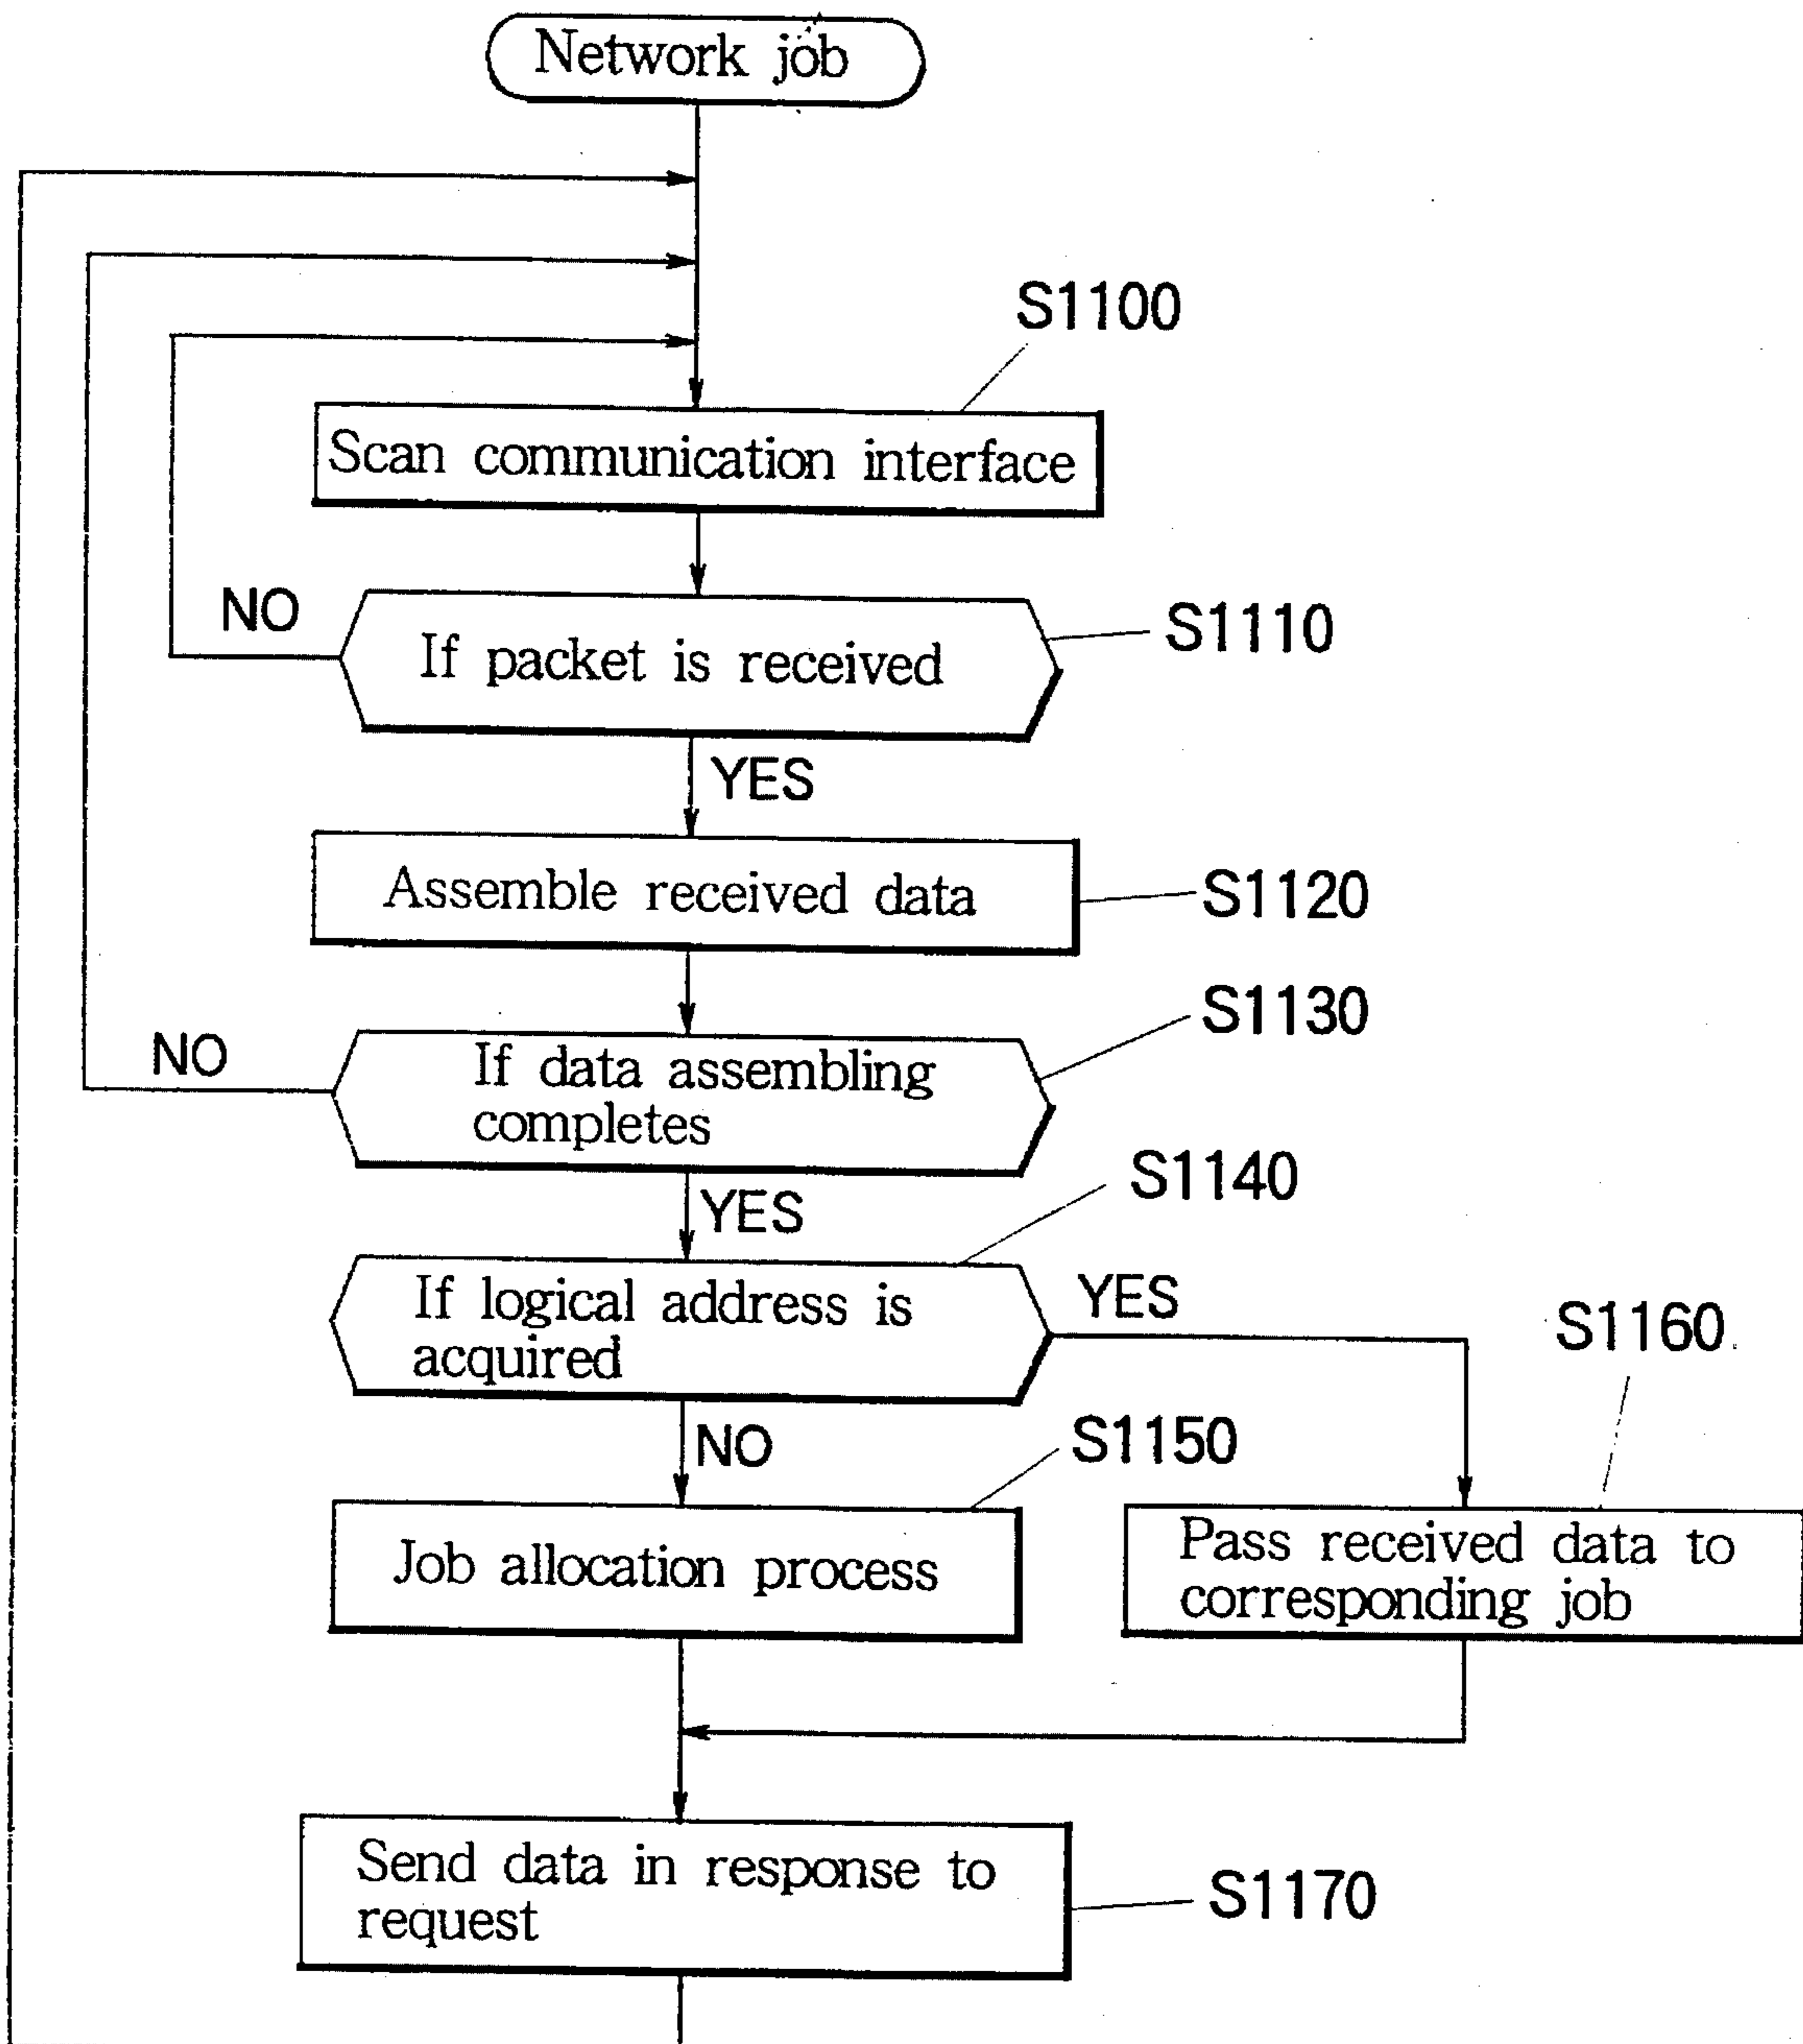 Network job
S1100
Scan communication interface
NO
If packet is received
S1110
YES
Assemble received data
S1120
S1130
NO
If data assembling
completes
S1140
YES
If logical address is
acquired
YES
S1160
NO
S1150
Job allocation process
Pass received data to
corresponding job
Send data in response to
request
S1170